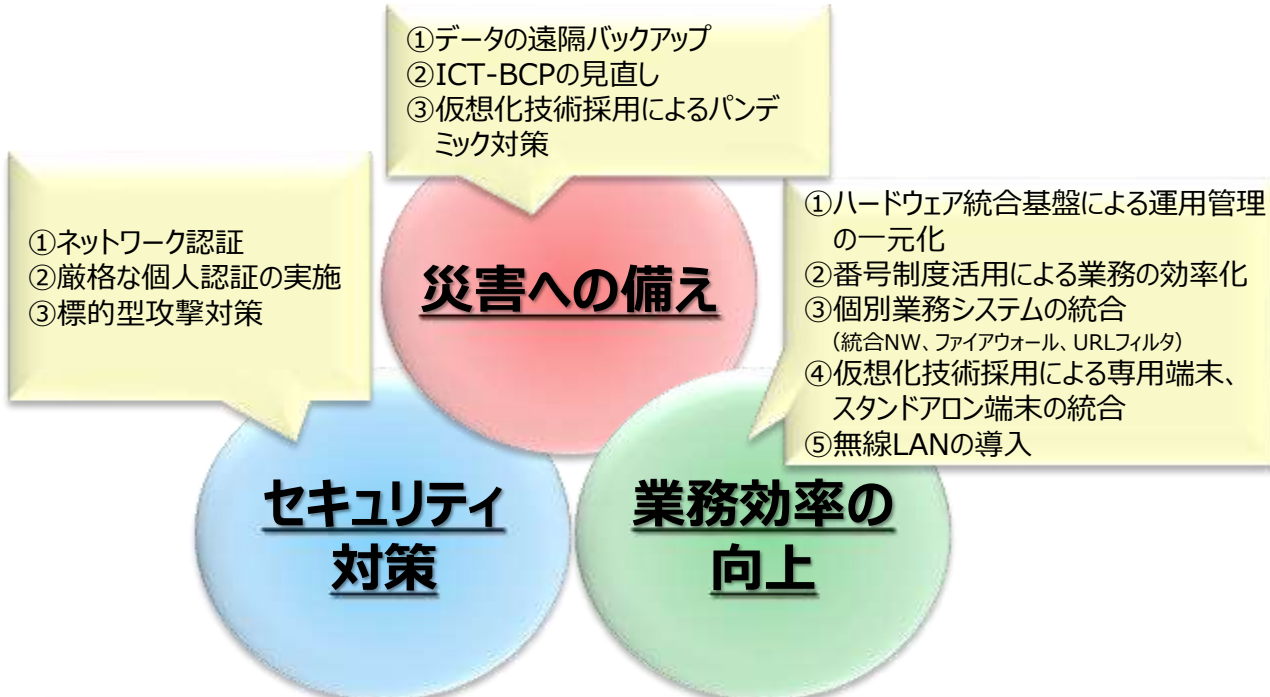 ①データの遠隔バックアップ
②ICT-BCPの見直し
③仮想化技術採用によるパンデ
ミック対策
①ネットワーク認証
②厳格な個人認証の実施
③標的型攻撃対策
災害への備え
①ハードウェア統合基盤による運用管理
の一元化
②番号制度活用による業務の効率化
③個別業務システムの統合
（統合NW、ファイアウォール、URLフィルタ）
④仮想化技術採用による専用端末、
スタンドアロン端末の統合
⑤無線LANの導入
セキュリティ
対策
業務効率の
向上